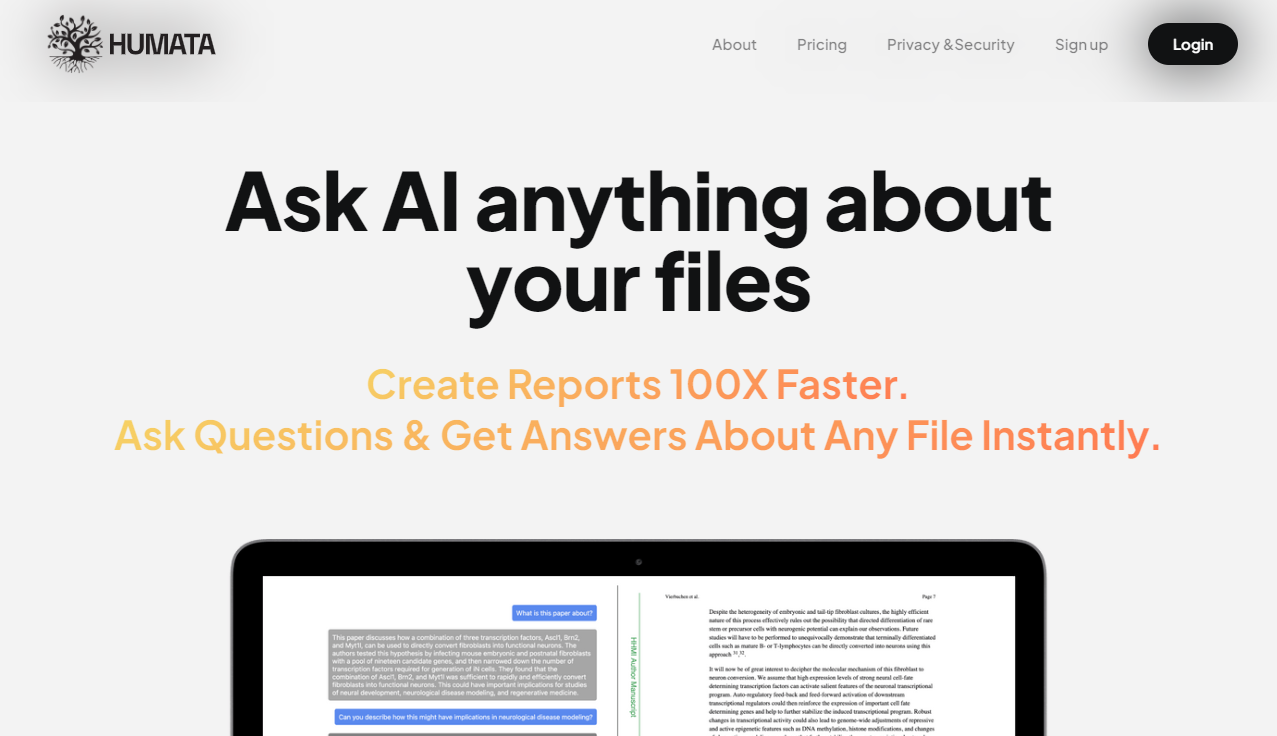 HUMATA
About
Pricing
Privacy &Security
Sign up
Login
Ask AI anything about
your files
Create Reports 100X Faster.
Ask Questions & Get Answers About Any File Instantly.
What is this paper about?
This paper discusses how a combination of three transcription factors, Ascl1, Brn2,
and Myt1l, can be used to directly convert fibroblasts into functional neurons. The
authors tested this hypothesis by infecting mouse embryonic and postnatal fibroblasts
with a pool of nineteen candidate genes, and then narrowed down the number of
transcription factors required for generation of iN cells. They found that the
combination of Ascl1, Brn2, and Myt1l was sufficient to rapidly and efficiently convert
fibroblasts into functional neurons. This could have important implications for studies
of neural development, neurological disease modeling, and regenerative medicine.
Can you describe how this might have implications in neurological disease modeling?
HHMI Author Manuscript
Vierbuchen et al.
Page 7
Despite the heterogeneity of embryonic and tail-tip fibroblast cultures, the highly efficient
nature of this process effectively rules out the possibility that directed differentiation of rare
stem or precursor cells with neurogenic potential can explain our observations. Future
studies will have to be performed to unequivocally demonstrate that terminally differentiated
cells such as mature B- or T-lymphocytes can be directly converted into neurons using this
approach 31,32.
It will now be of great interest to decipher the molecular mechanism of this fibroblast to
neuron conversion. We assume that high expression levels of strong neural cell-fate
determining transcription factors can activate salient features of the neuronal transcriptional
program. Auto-regulatory feed-back and feed-forward activation of downstream
transcriptional regulators could then reinforce the expression of important cell fate
determining genes and help to further stabilize the induced transcriptional program. Robust
changes in transcriptional activity could also lead to genome-wide adjustments of repressive
and active epigenetic features such as DNA methylation, histone modifications, and changes